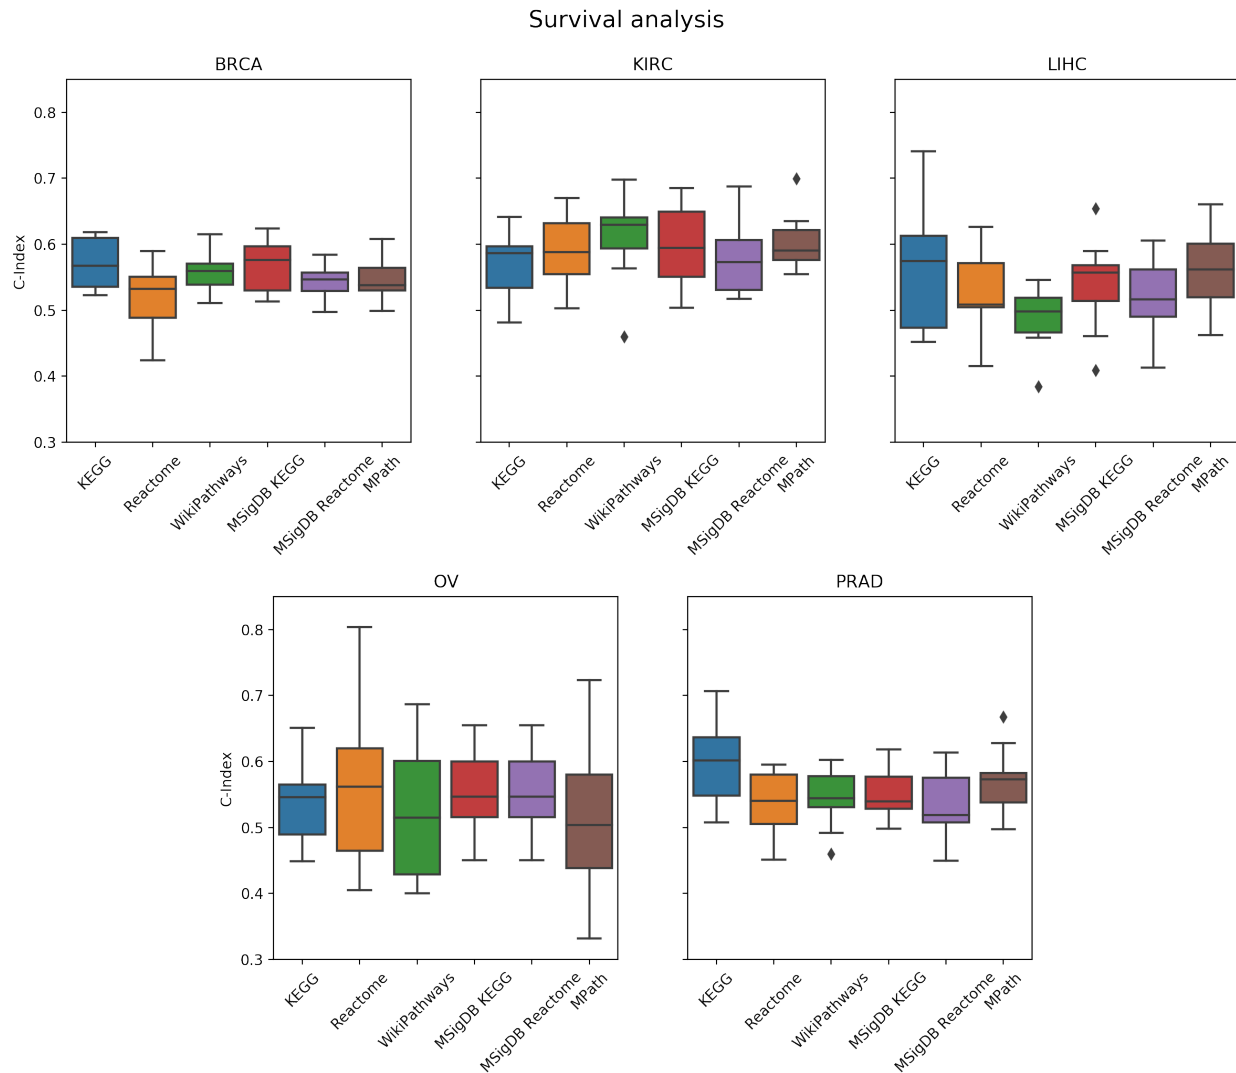 Survival analysis
BRCA
KIRC
LIHC
C-Index
0.8
0.7
0.6
0.5
0.4
0.3
KEGG
Reactome
WikiPathways
MSigDB KEGG
MSigDB Reactome
MPath
KEGG
Reactome
WikiPathways
MSigDB KEGG
MSigDB Reactome
MPath
KEGG
Reactome
WikiPathways
MSigDB KEGG
MSigDB Reactome
MPath
OV
PRAD
C-Index
0.8
0.7
0.6
0.5
0.4
0.3
KEGG
Reactome
WikiPathways
MSigDB KEGG
MSigDB Reactome
MPath
KEGG
Reactome
WikiPathways
MSigDB KEGG
MSigDB Reactome
MPath